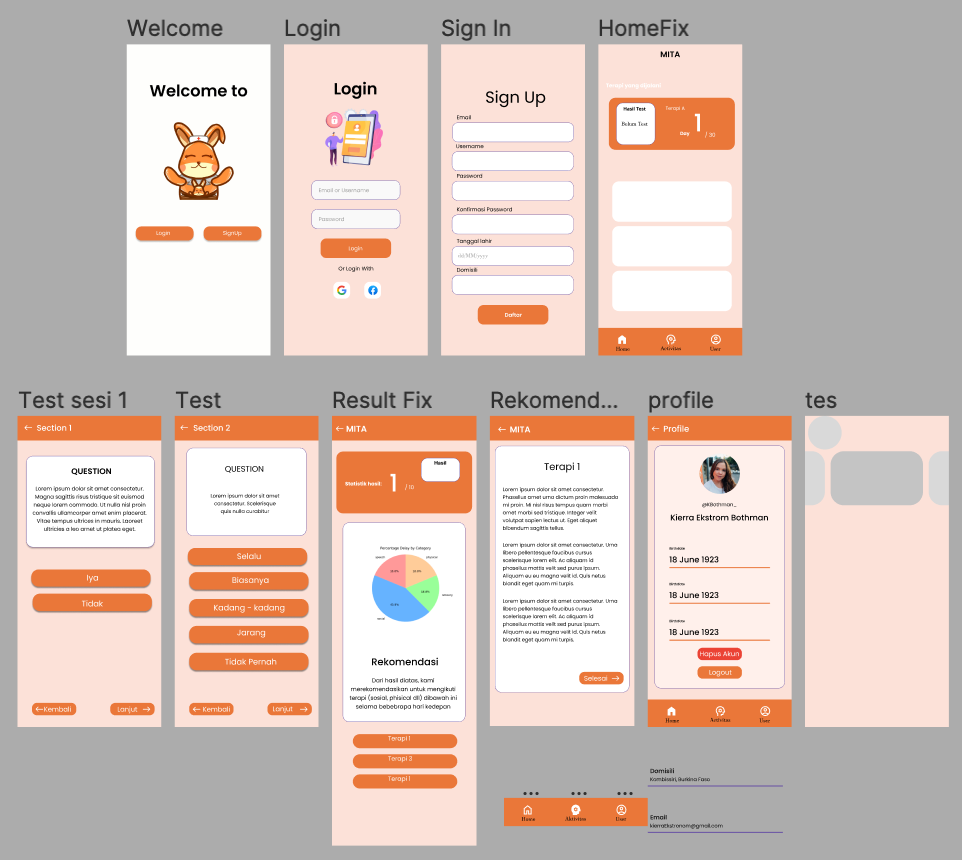 Welcome
Login
Sign In
HomeFix
Welcome to
Login
SignUp
Login
Email or Username
Password
Login
Or Login With
Sign Up
Email
Username
Password
Konfirmasi Password
Tanggal lahir
dd/MM/yyyy
Domisili
Daftar
MITA
Hasil Test
Belum Test
Terapi A
Day
1
/ 30
Home
Activities
User
Test sesi 1
Test
Result Fix
Rekomend...
profile
tes
Section 1
QUESTION
Lorem ipsum dolor sit amet consectetur.
Magna sagittis risus tristique sit euismod
neque lorem commodo. Ut nulla nisl proin
convallis ullamcorper amet enim placerat.
Vitae tempus ultrices in mauris. Laoreet
ultricies a leo amet ut platea eget.
Iya
Tidak
Kembali
Lanjut
Section 2
QUESTION
Lorem ipsum dolor sit amet
consectetur. Scelerisque
quis nulla curabitur
Selalu
Biasanya
Kadang - kadang
Jarang
Tidak Pernah
Kembali
Lanjut
MITA
Statistik hasil:
1
/ 10
Hasil
Percentage Delay by Category
Rekomendasi
Dari hasil diatas, kami
merekomendasikan untuk mengikuti
terapi (sosial, phisical dll) dibawah ini
selama bebebrapa hari kedepan
Terapi 1
Terapi 3
Terapi 1
MITA
Terapi 1
Lorem ipsum dolor sit amet consectetur.
Phasellus amet urna dictum proin malesuada
mi. Mi nisl risus tempus quam morbi
amet morbi sed tristique integer velit
volutpat sapien lectus ut. Eget aliquet
bibendum sagittis tellus.
Lorem ipsum dolor sit amet consectetur. Urna
libero pellentesque faucibus cursus
scelerisque lorem. Et arcu commodo id
phasellus mattis velit sed purus ipsum.
Aliquam eu eu magna velit. Quis netus
blandit eget quam mi turpis.
Lorem ipsum dolor sit amet consectetur. Urna
libero pellentesque faucibus cursus
scelerisque lorem. Et arcu commodo id
phasellus mattis velit sed purus ipsum.
Aliquam eu eu magna velit. Quis netus
blandit eget quam mi turpis.
Selesai
Profile
@KBothman_
Kierra Ekstrom Bothman
Birthdate
18 June 1923
Birthdate
18 June 1923
Birthdate
18 June 1923
Hapus Akun
Logout
Home
Activitas
User
Domisili
Kombissiri, Burkina Faso
Home
Aktivitas
User
Email
kierraEkstronom@gmail.com